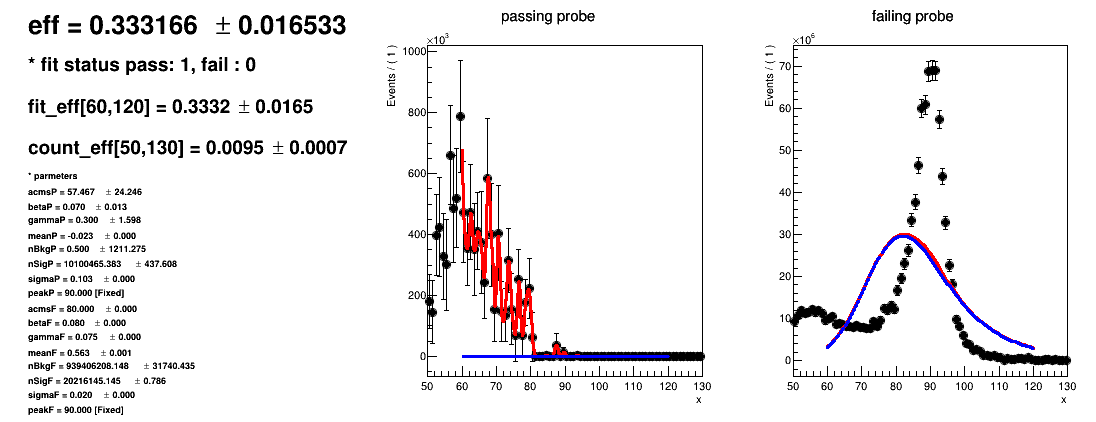 eff = 0.333166 ± 0.016533
* fit status pass: 1, fail : 0
fit_eff[60,120] = 0.3332 ± 0.0165
count_eff[50,130] = 0.0095 ± 0.0007
* parmeters
acmsP = 57.467 ± 24.246
betaP = 0.070 ± 0.013
gammaP = 0.300 ± 1.598
meanP = -0.023 ± 0.000
nBkgP = 0.500 ± 1211.275
nSigP = 10100465.383 ± 437.608
sigmaP = 0.103 ± 0.000
peakP = 90.000 [Fixed]
acmsF = 80.000 ± 0.000
betaF = 0.080 ± 0.000
gammaF = 0.075 ± 0.000
meanF = 0.563 ± 0.001
nBkgF = 939406208.148 ± 31740.435
nSigF = 20216145.145 ± 0.786
sigmaF = 0.020 ± 0.000
peakF = 90.000 [Fixed]
passing probe
×10³
Events / ( 1 )
1000
800
600
400
200
0
50 60 70 80 90 100 110 120 130
x
failing probe
×10⁶
Events / ( 1 )
70
60
50
40
30
20
10
0
50 60 70 80 90 100 110 120 130
x